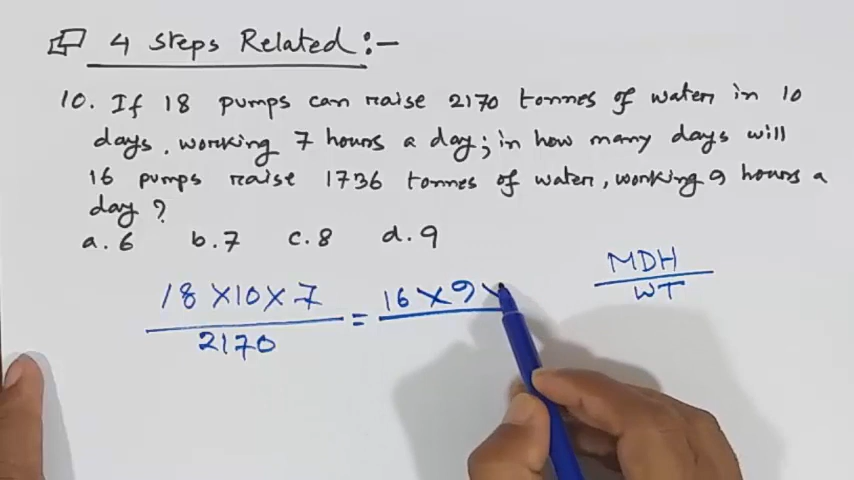 4 Steps Related:-
10. If 18 pumps can raise 2170 tonnes of water in 10
days, working 7 hours a day; in how many days will
16 pumps raise 1736 tonnes of water, working 9 hours a
day?
a. 6 b. 7 c. 8 d. 9
MDH
WT
18 × 10 × 7
2170
= 16 × 9 ×